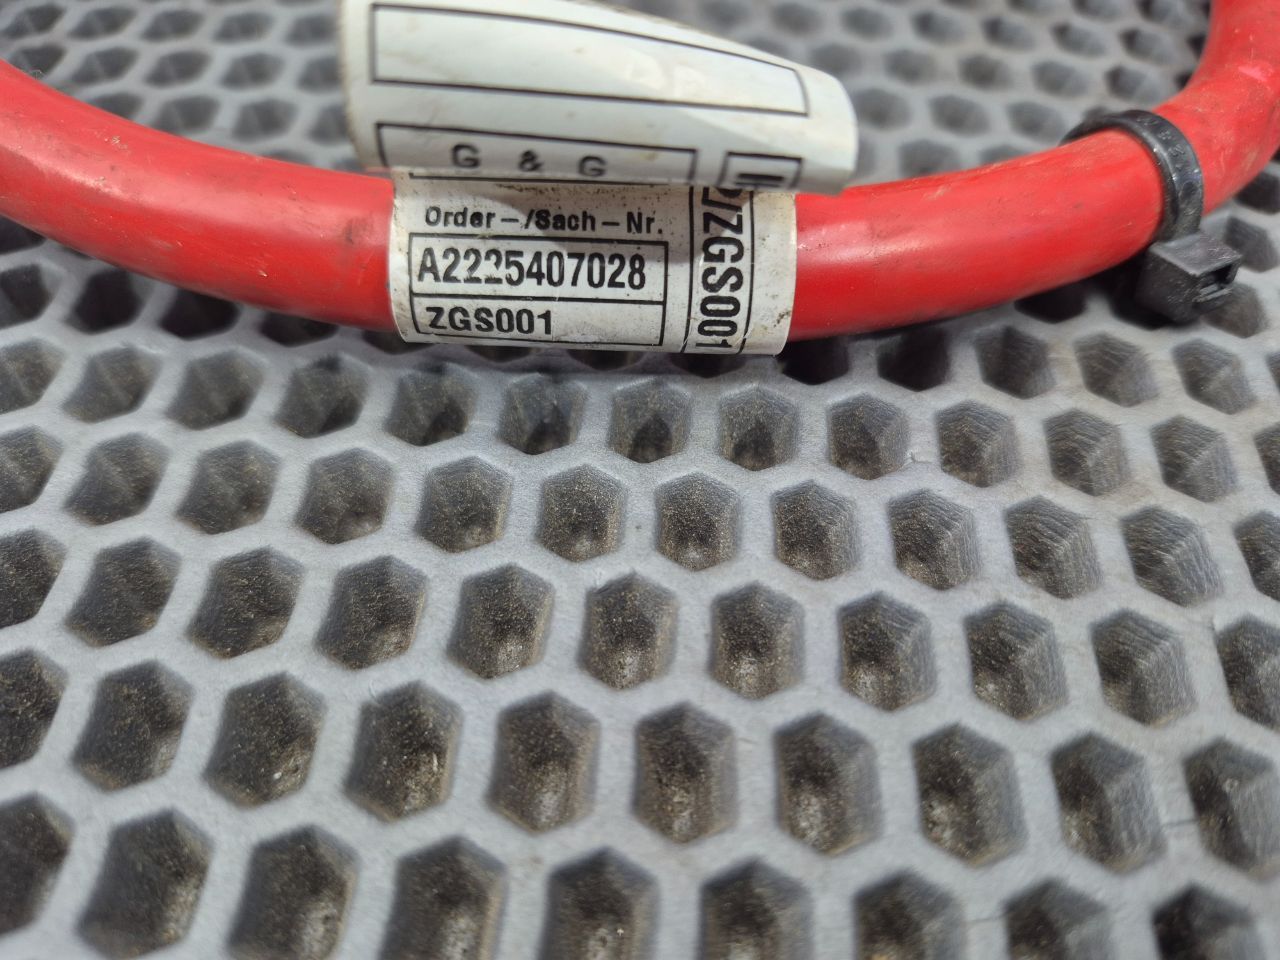 G & G
Order-/Sach-Nr.
A2225407028
ZGS001
ZGS001